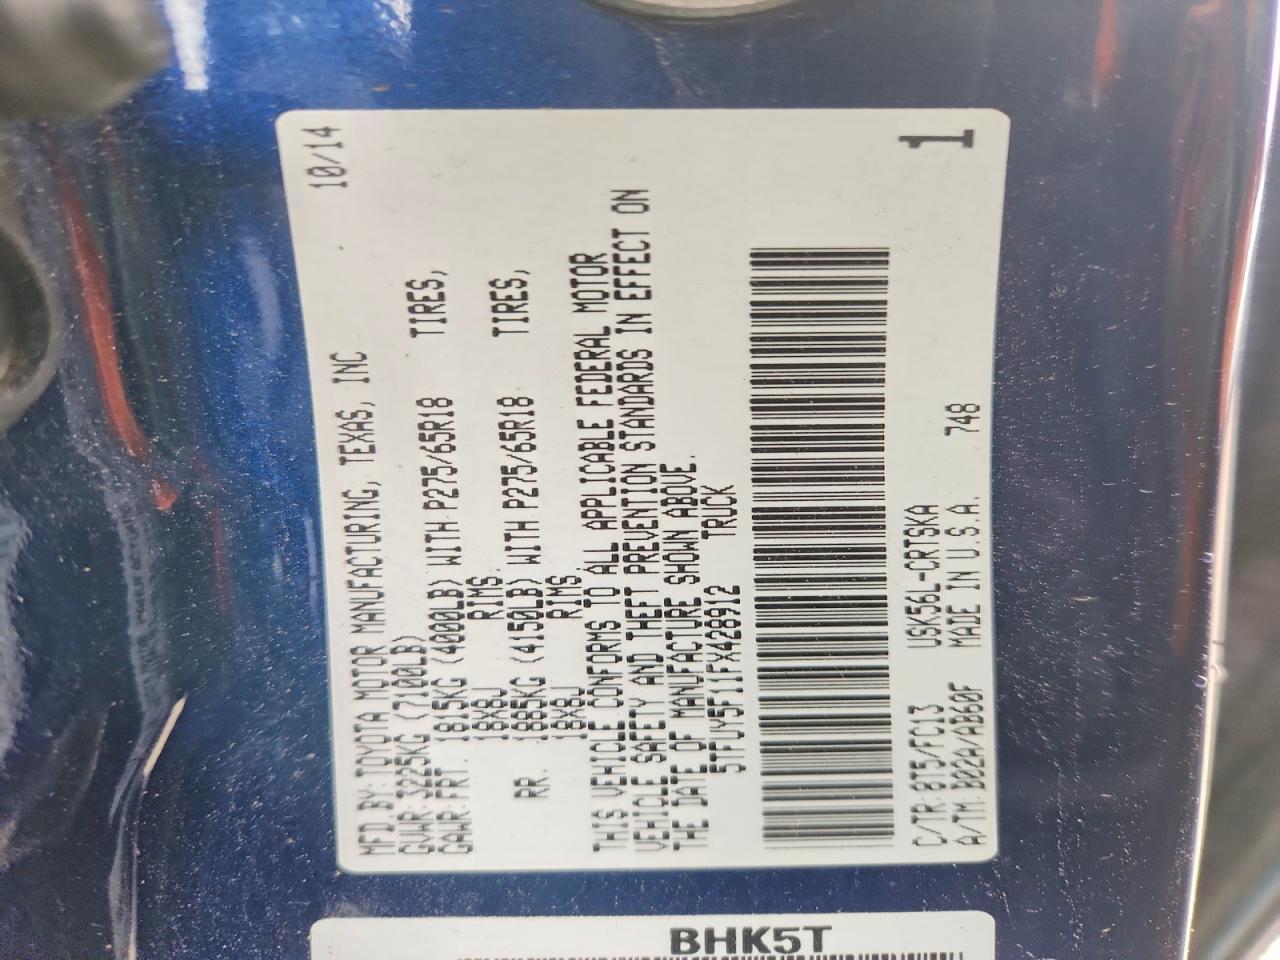 MFD. BY: TOYOTA MOTOR MANUFACTURING, TEXAS, INC 10/14
GVWR: 3225KG (7100LB)
GAWR: FRT. 1815KG (4000LB) WITH P275/65R18 TIRES,
18X8J RIMS.
RR. 1885KG (4150LB) WITH P275/65R18 TIRES,
18X8J RIMS
THIS VEHICLE CONFORMS TO ALL APPLICABLE FEDERAL MOTOR
VEHICLE SAFETY AND THEFT PREVENTION STANDARDS IN EFFECT ON
THE DATE OF MANUFACTURE SHOWN ABOVE.
5TFUY5F11FX428912 TRUCK
C/TR: 8T5/FC13 USK56L-CRTSKA 1
A/TM: B02A/AB60F MADE IN U.S.A. 748
BHK5T